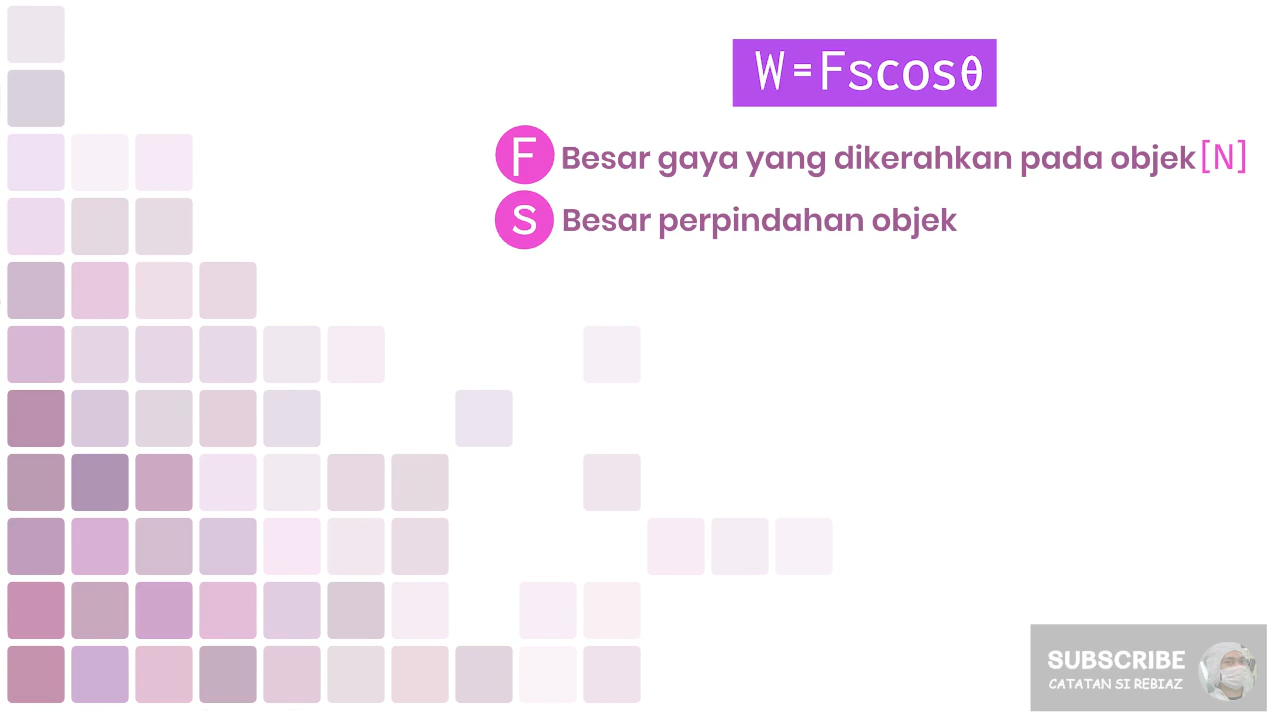 W=Fscosθ
F Besar gaya yang dikerahkan pada objek[N]
S Besar perpindahan objek
SUBSCRIBE
CATATAN SI REBIAZ